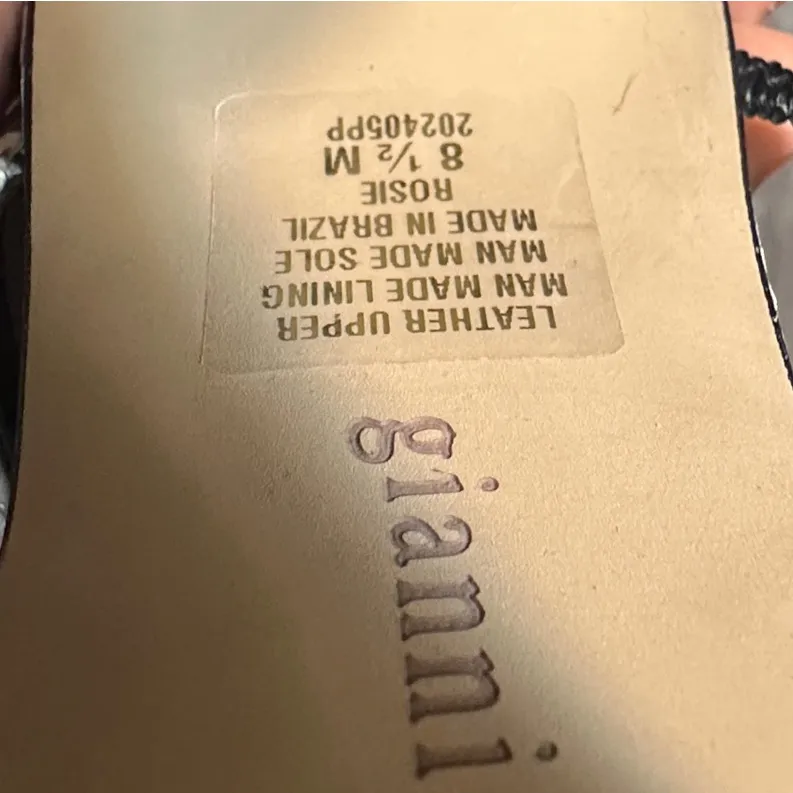 LEATHER UPPER
MAN MADE LINING
MAN MADE SOLE
MADE IN BRAZIL
ROSIE
8 ½ M
202405PP
gianni